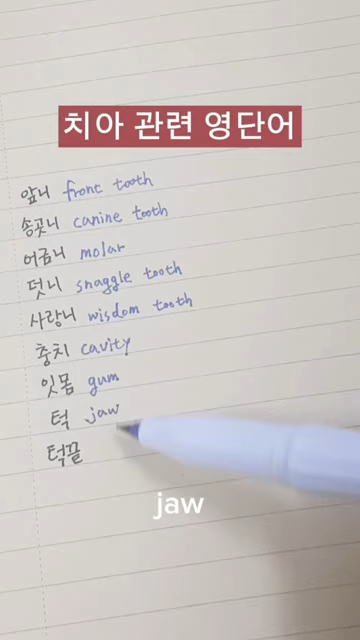 치아 관련 영단어
앞니 front tooth
송곳니 canine tooth
어금니 molar
덧니 snaggle tooth
사랑니 wisdom tooth
충치 cavity
잇몸 gum
턱 jaw
턱끝
jaw